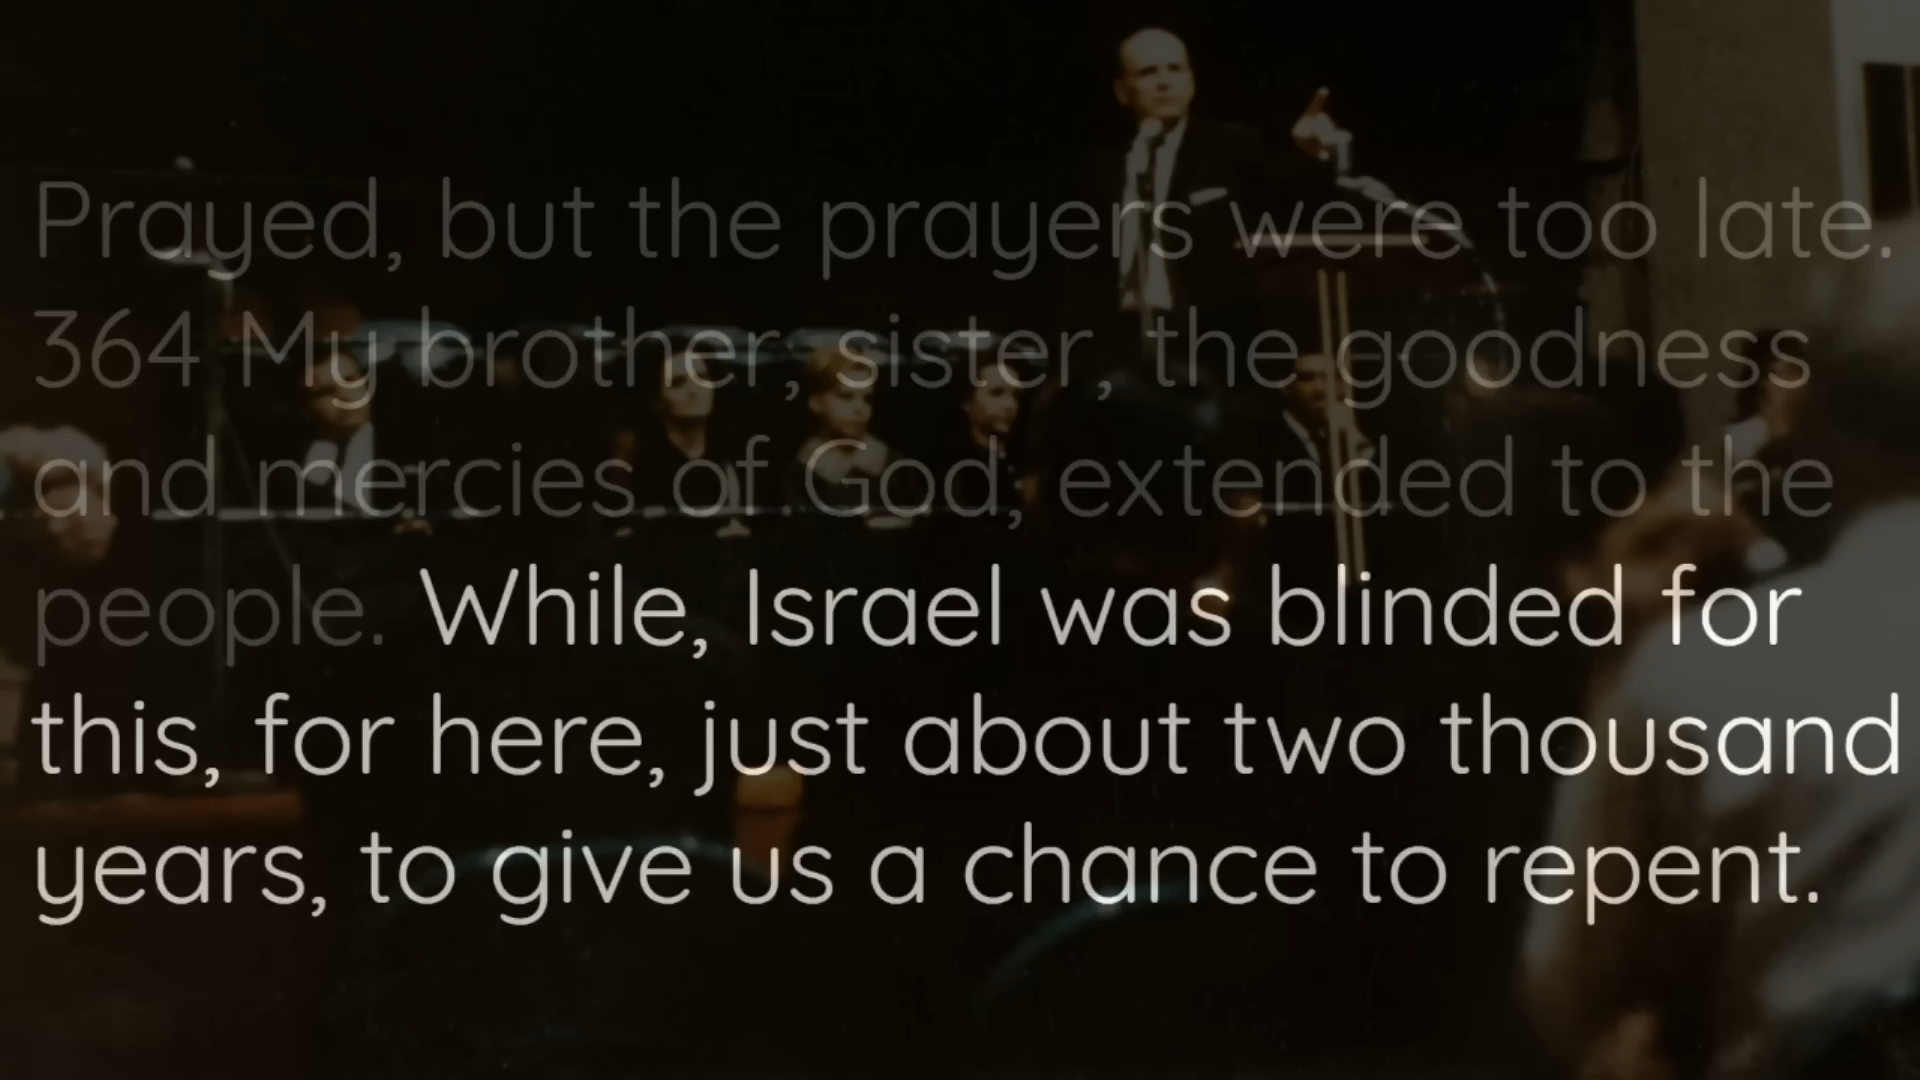 Prayed, but the prayers were too late.
364 My brother, sister, the goodness
and mercies of God, extended to the
people. While, Israel was blinded for
this, for here, just about two thousand
years, to give us a chance to repent.